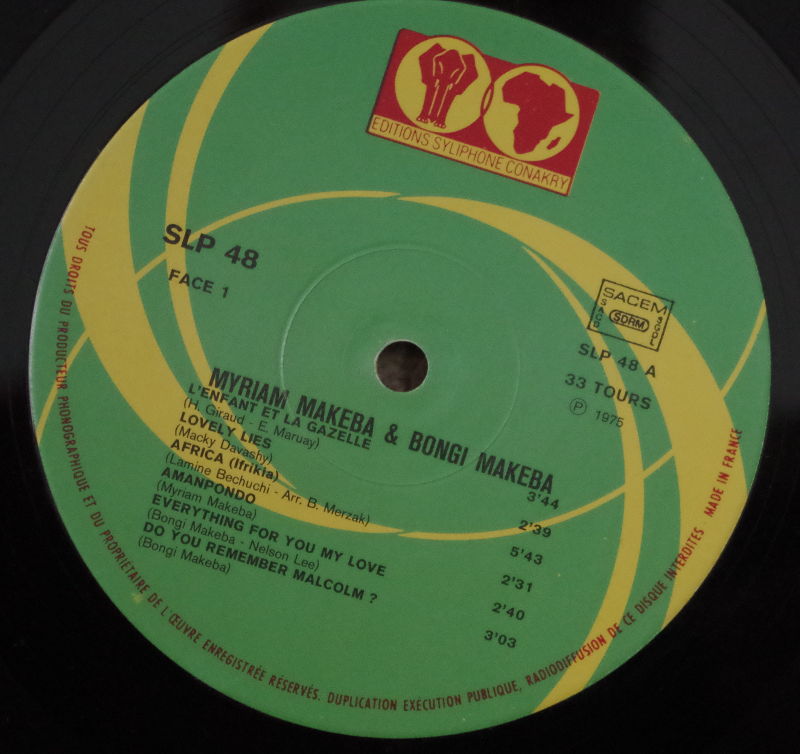 EDITIONS SYLIPHONE CONAKRY
SLP 48
FACE 1
SACEM
SACD
SDRM
SGDL
SLP 48 A
33 TOURS
Ⓟ 1975
MYRIAM MAKEBA & BONGI MAKEBA
L'ENFANT ET LA GAZELLE 3'44
(H. Giraud - E. Maruay)
LOVELY LIES 2'39
(Macky Davashy)
AFRICA (Ifrikia) 5'43
(Lamine Bechuchi - Arr. B. Merzak)
AMANPONDO 2'31
(Myriam Makeba)
EVERYTHING FOR YOU MY LOVE 2'40
(Bongi Makeba - Nelson Lee)
DO YOU REMEMBER MALCOLM ? 3'03
(Bongi Makeba)
TOUS DROITS DU PRODUCTEUR PHONOGRAPHIQUE ET DU PROPRIETAIRE DE L'ŒUVRE ENREGISTRÉE RÉSERVÉS. DUPLICATION EXÉCUTION PUBLIQUE, RADIODIFFUSION DE CE DISQUE INTERDITES - MADE IN FRANCE